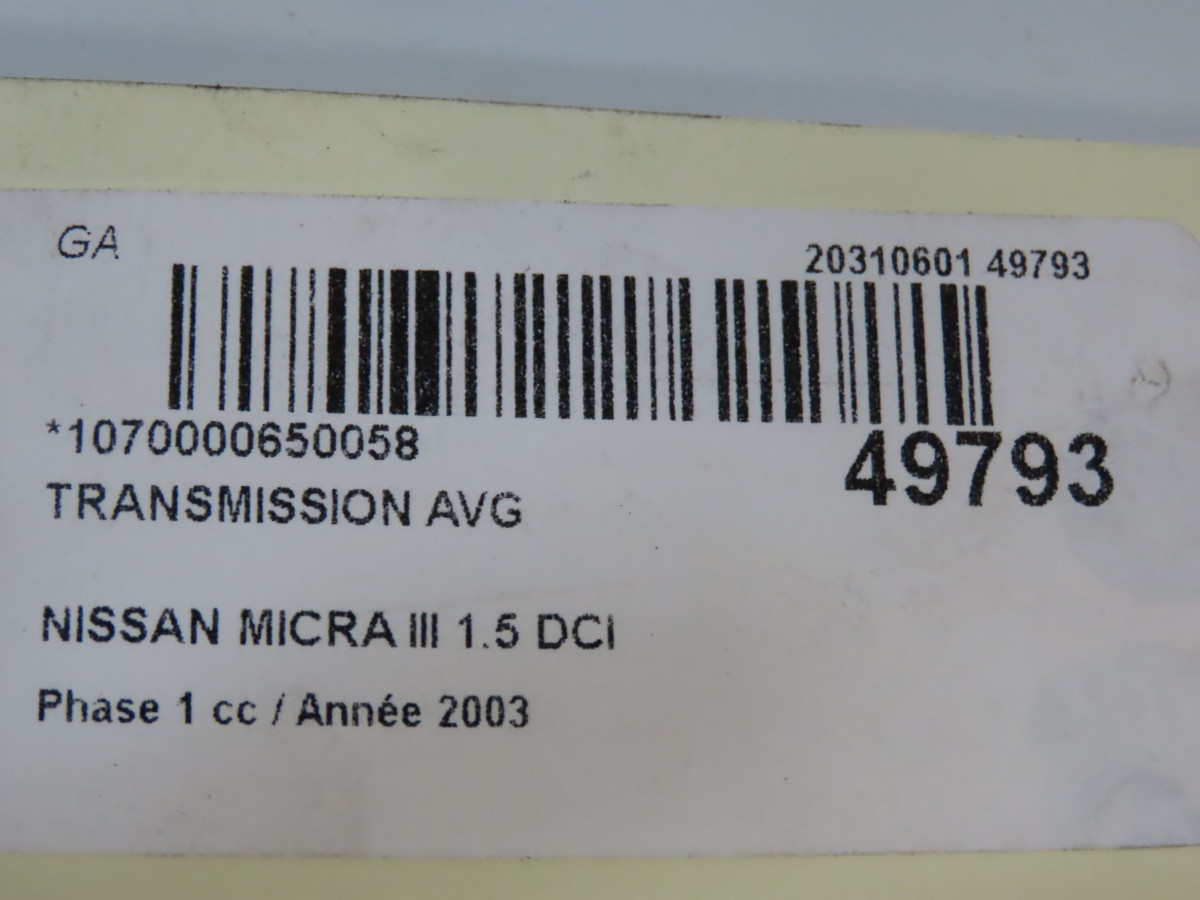 GA
20310601 49793
*1070000650058
49793
TRANSMISSION AVG
NISSAN MICRA III 1.5 DCI
Phase 1 cc / Année 2003